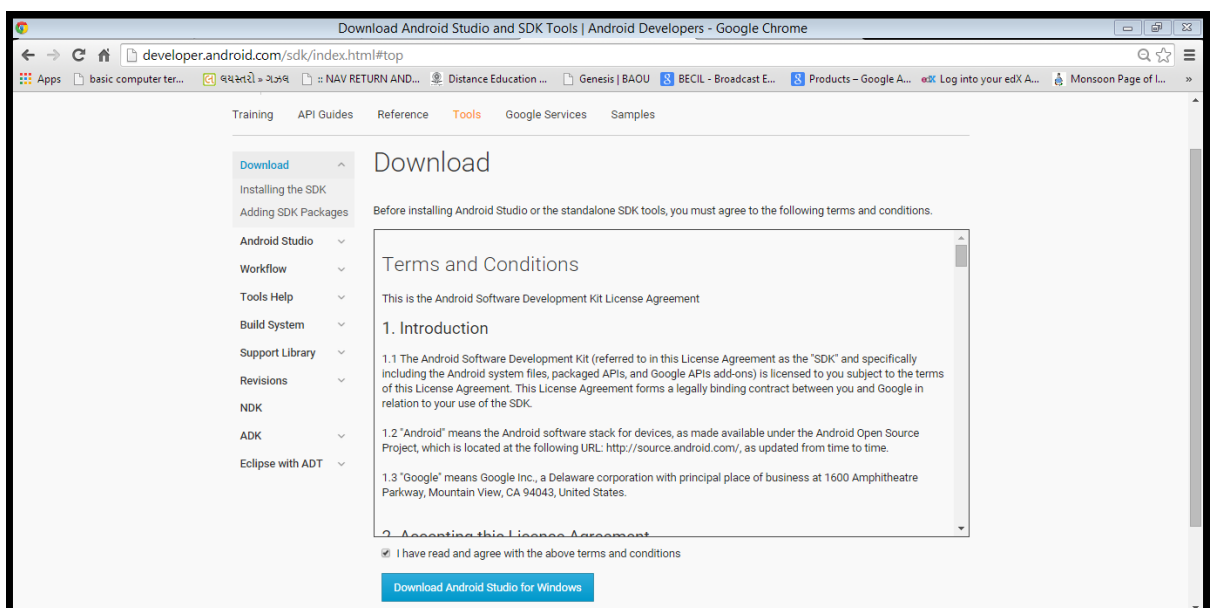 Download Android Studio and SDK Tools | Android Developers - Google Chrome
developer.android.com/sdk/index.html#top
Apps basic computer ter... :: NAV RETURN AND... Distance Education ... Genesis | BAOU BECIL - Broadcast E... Products – Google A... edX Log into your edX A... Monsoon Page of I... »
Training API Guides Reference Tools Google Services Samples
Download
Installing the SDK
Adding SDK Packages
Android Studio
Workflow
Tools Help
Build System
Support Library
Revisions
NDK
ADK
Eclipse with ADT
Download
Before installing Android Studio or the standalone SDK tools, you must agree to the following terms and conditions.
Terms and Conditions
This is the Android Software Development Kit License Agreement
1. Introduction
1.1 The Android Software Development Kit (referred to in this License Agreement as the "SDK" and specifically
including the Android system files, packaged APIs, and Google APIs add-ons) is licensed to you subject to the terms
of this License Agreement. This License Agreement forms a legally binding contract between you and Google in
relation to your use of the SDK.
1.2 "Android" means the Android software stack for devices, as made available under the Android Open Source
Project, which is located at the following URL: http://source.android.com/, as updated from time to time.
1.3 "Google" means Google Inc., a Delaware corporation with principal place of business at 1600 Amphitheatre
Parkway, Mountain View, CA 94043, United States.
2. Accepting this License Agreement
I have read and agree with the above terms and conditions
Download Android Studio for Windows